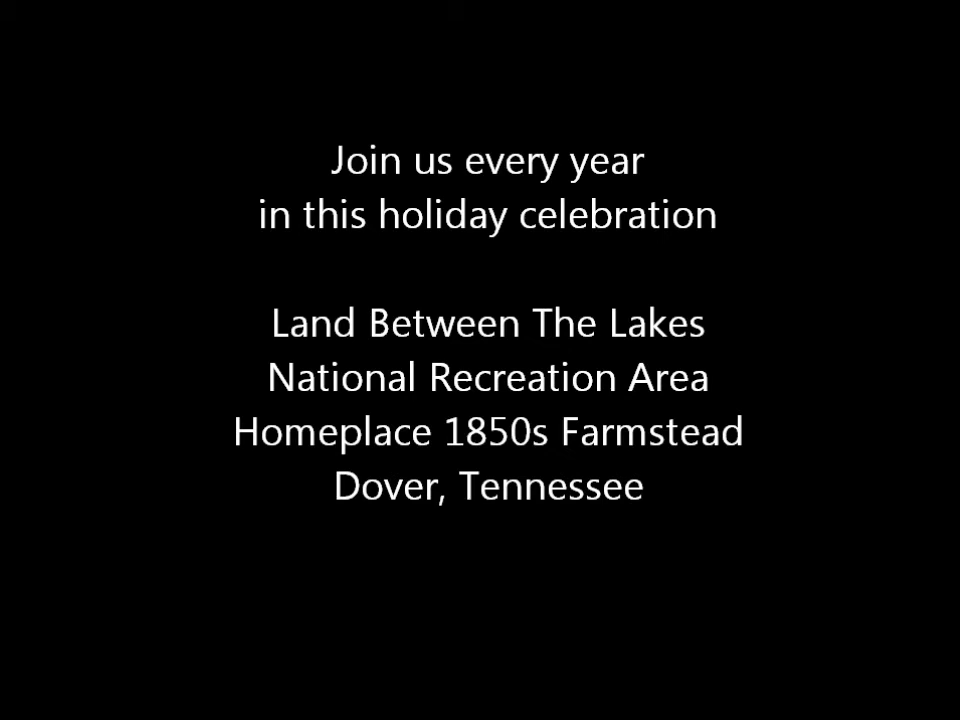 Join us every year
in this holiday celebration
Land Between The Lakes
National Recreation Area
Homeplace 1850s Farmstead
Dover, Tennessee